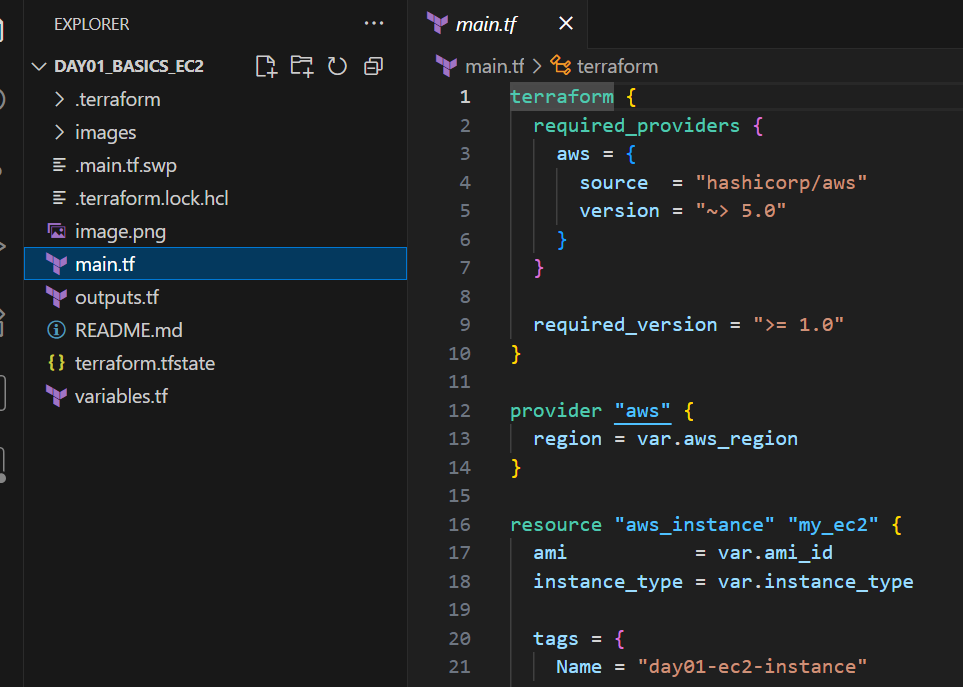 EXPLORER
DAY01_BASICS_EC2
.terraform
images
.main.tf.swp
.terraform.lock.hcl
image.png
main.tf
outputs.tf
README.md
terraform.tfstate
variables.tf
main.tf
main.tf > terraform
1 terraform {
2   required_providers {
3     aws = {
4       source  = "hashicorp/aws"
5       version = "~> 5.0"
6     }
7   }
8
9   required_version = ">= 1.0"
10 }
11
12 provider "aws" {
13   region = var.aws_region
14 }
15
16 resource "aws_instance" "my_ec2" {
17   ami           = var.ami_id
18   instance_type = var.instance_type
19
20   tags = {
21     Name = "day01-ec2-instance"